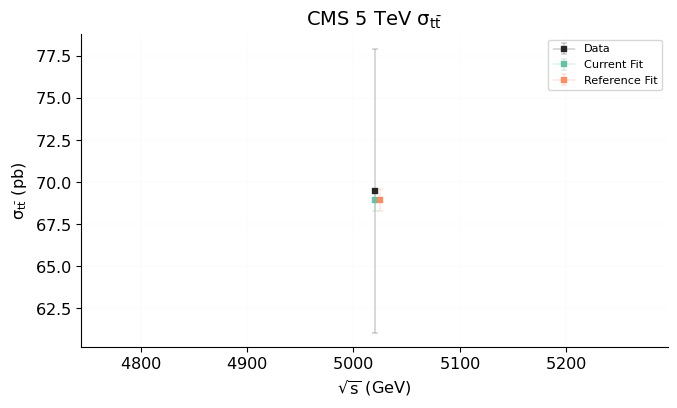 CMS 5 TeV σtt̄
77.5
75.0
72.5
70.0
67.5
65.0
62.5
σtt̄ (pb)
Data
Current Fit
Reference Fit
4800 4900 5000 5100 5200
√s (GeV)